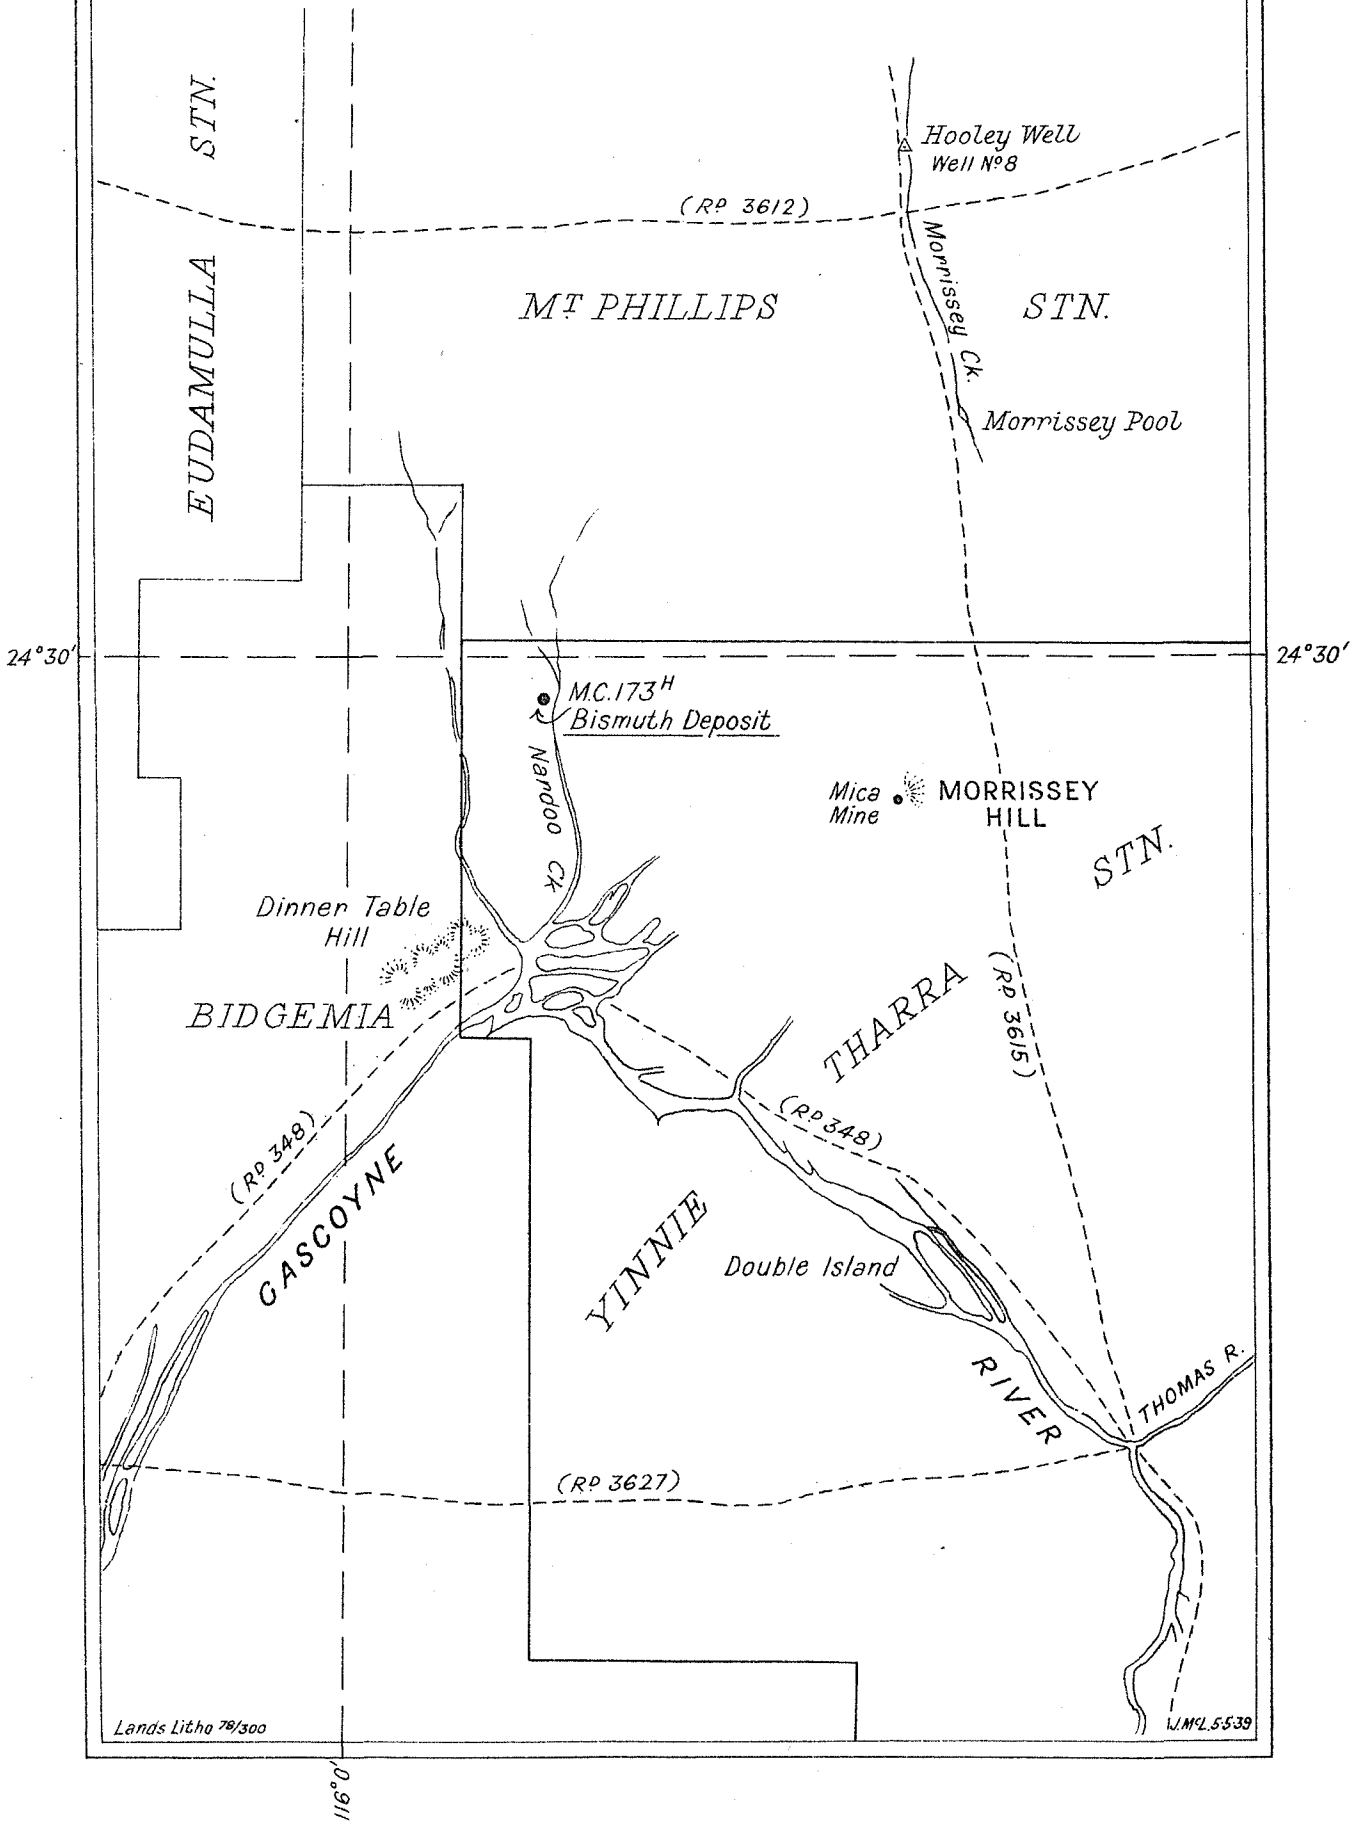 EUDAMULLA STN.
Hooley Well
Well Nº8
(RD 3612)
Morrissey Ck.
MT. PHILLIPS STN.
Morrissey Pool
24°30'
24°30'
M.C.173H
Bismuth Deposit
Nardoo Ck
Mica
Mine
MORRISSEY
HILL
Dinner Table
Hill
BIDGEMIA
YINNIE THARRA STN.
(RD 3615)
(RD 348)
(RD 348)
GASCOYNE RIVER
Double Island
THOMAS R.
(RD 3627)
Lands Litho 78/300
W.McL.5·5·39
116°0'